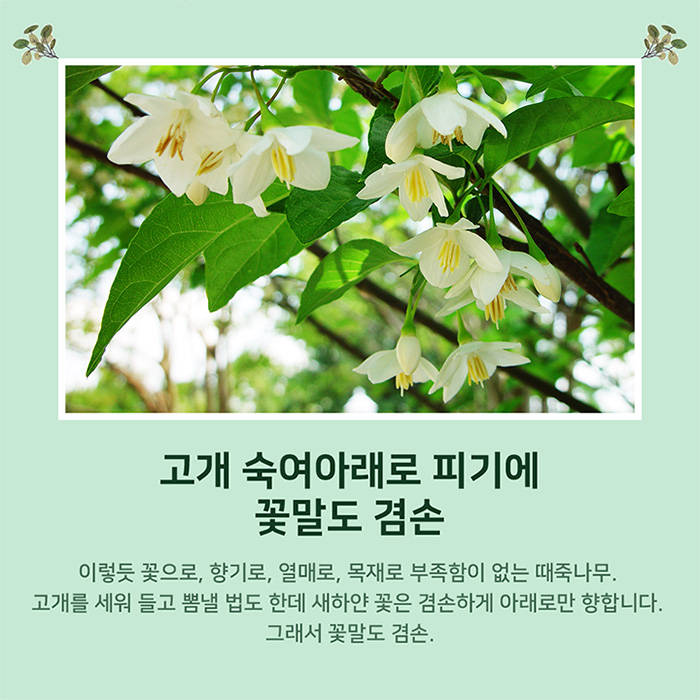 고개 숙여아래로 피기에
꽃말도 겸손
이렇듯 꽃으로, 향기로, 열매로, 목재로 부족함이 없는 때죽나무.
고개를 세워 들고 뽐낼 법도 한데 새하얀 꽃은 겸손하게 아래로만 향합니다.
그래서 꽃말도 겸손.